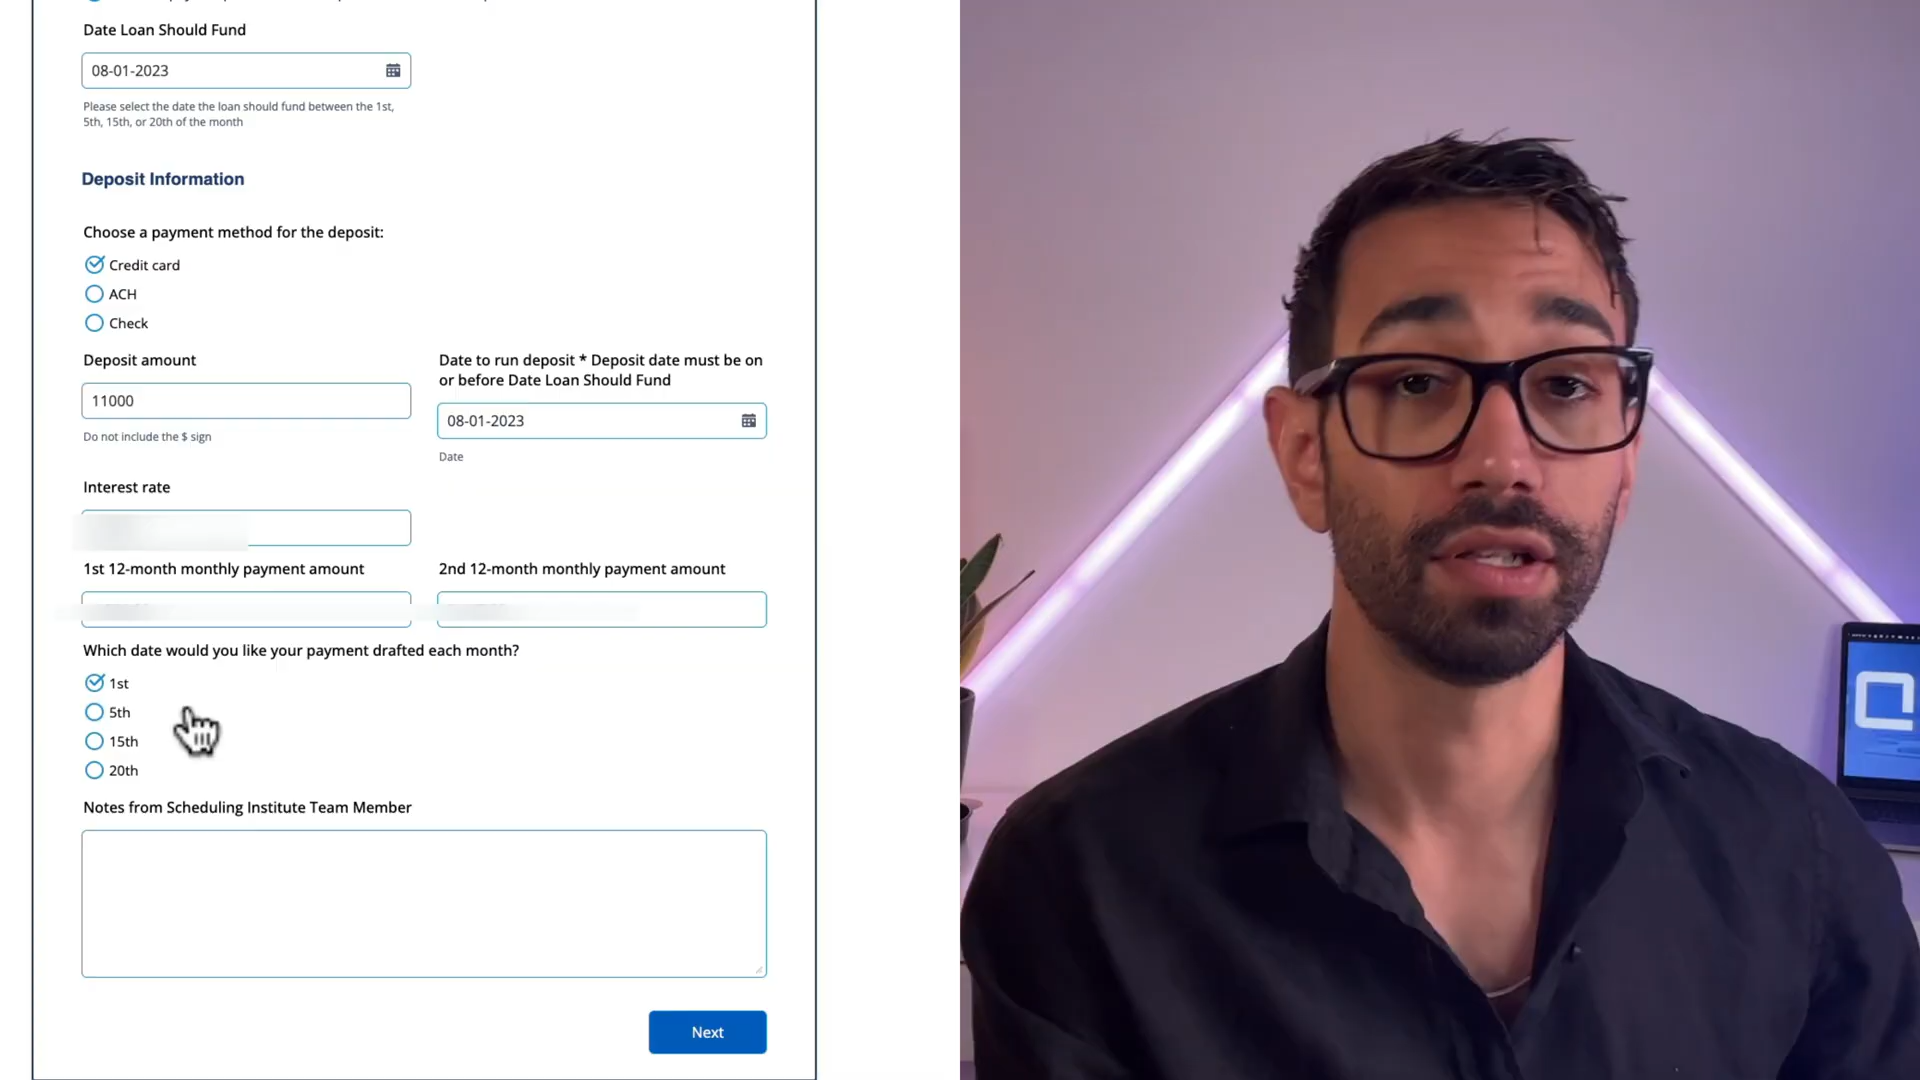 Date Loan Should Fund
08-01-2023
Please select the date the loan should fund between the 1st,
5th, 15th, or 20th of the month
Deposit Information
Choose a payment method for the deposit:
Credit card
ACH
Check
Deposit amount
Date to run deposit * Deposit date must be on
or before Date Loan Should Fund
11000
08-01-2023
Do not include the $ sign
Date
Interest rate
1st 12-month monthly payment amount
2nd 12-month monthly payment amount
Which date would you like your payment drafted each month?
1st
5th
15th
20th
Notes from Scheduling Institute Team Member
Next